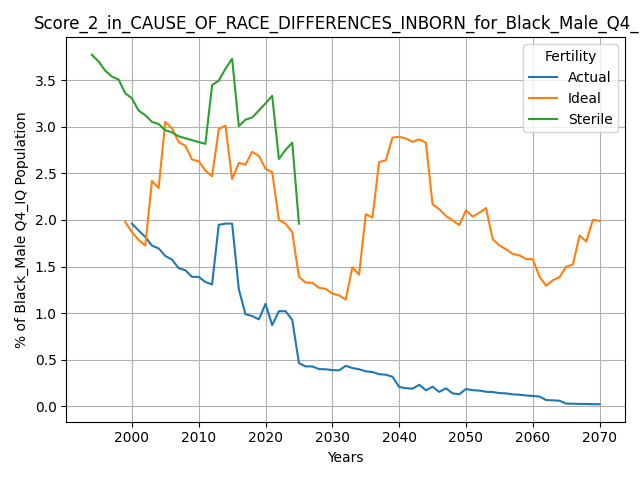 Score_2_in_CAUSE_OF_RACE_DIFFERENCES_INBORN_for_Black_Male_Q4_
Fertility
Actual
Ideal
Sterile
% of Black_Male Q4_IQ Population
3.5
3.0
2.5
2.0
1.5
1.0
0.5
0.0
2000 2010 2020 2030 2040 2050 2060 2070
Years